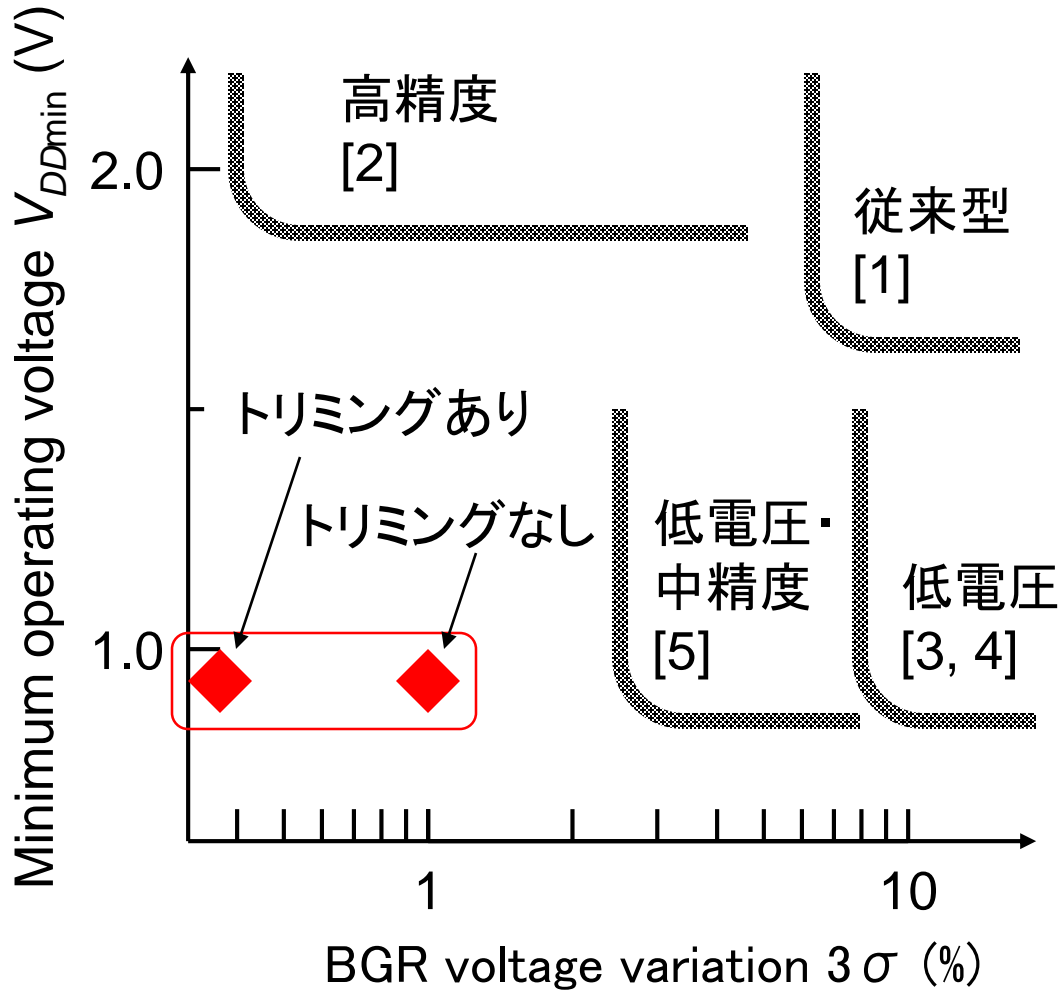 Minimum operating voltage VDDmin (V)
高精度
[2]
2.0
従来型
[1]
トリミングあり
トリミングなし
低電圧・
中精度
[5]
低電圧
[3, 4]
1.0
1
10
BGR voltage variation 3σ (%)